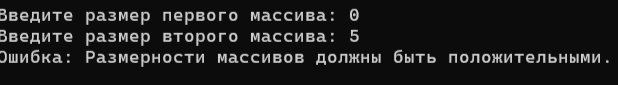 Введите размер первого массива: 0
Введите размер второго массива: 5
Ошибка: Размерности массивов должны быть положительными.